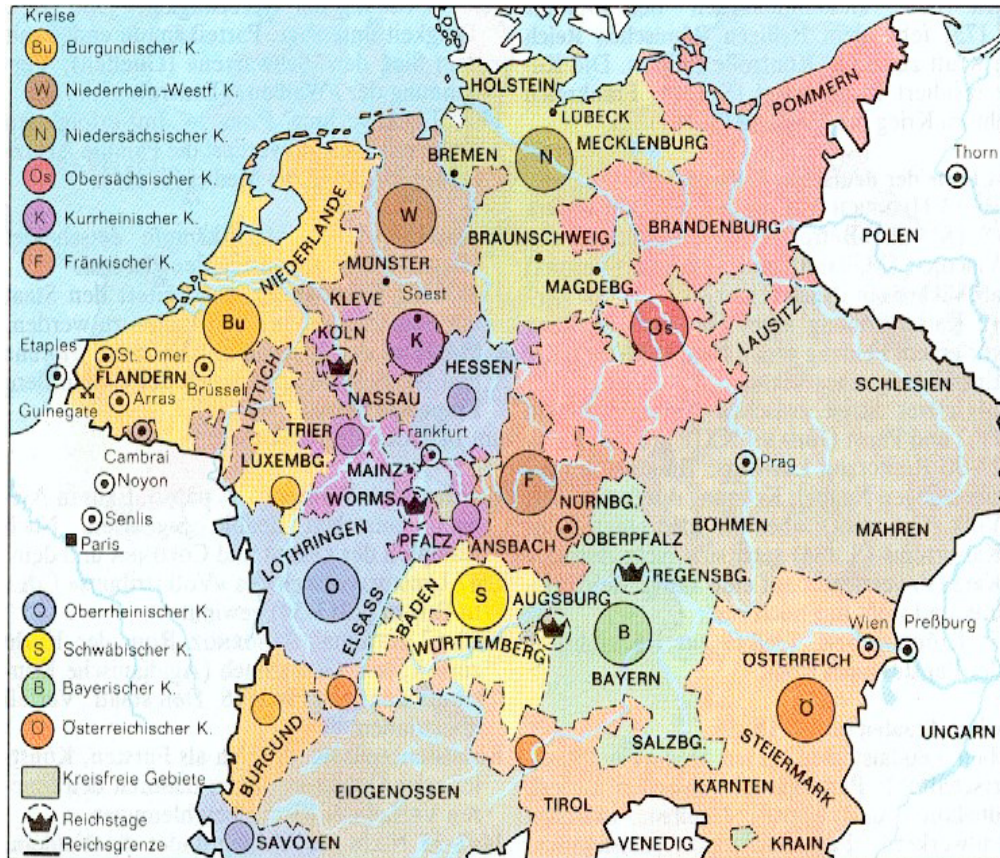 Kreise
Bu Burgundischer K.
W Niederrhein.-Westf. K.
N Niedersächsischer K.
Os Obersächsischer K.
K Kurrheinischer K.
F Fränkischer K.
HOLSTEIN
LÜBECK
MECKLENBURG
POMMERN
BREMEN
N
Thorn
W
BRANDENBURG
POLEN
BRAUNSCHWEIG
NIEDERLANDE
MÜNSTER
MAGDEBG.
KLEVE
Soest
Bu
Os
LAUSITZ
KÖLN
K
HESSEN
Etaples
St. Omer
FLANDERN
Brüssel
Arras
LÜTTICH
NASSAU
SCHLESIEN
Guinegate
TRIER
Frankfurt
Cambrai
LUXEMBG.
MAINZ
Prag
Noyon
WORMS
F
NÜRNBG.
Senlis
BÖHMEN
MÄHREN
Paris
LOTHRINGEN
PFALZ
ANSBACH
OBERPFALZ
REGENSBG.
O
ELSASS
BADEN
S
AUGSBURG
WÜRTTEMBERG
B
Wien
Preßburg
BAYERN
ÖSTERREICH
O Oberrheinischer K.
S Schwäbischer K.
B Bayerischer K.
Ö Österreichischer K.
Kreisfreie Gebiete
Reichstage
Reichsgrenze
Ö
UNGARN
BURGUND
SALZBG.
STEIERMARK
EIDGENOSSEN
TIROL
KÄRNTEN
SAVOYEN
VENEDIG
KRAIN